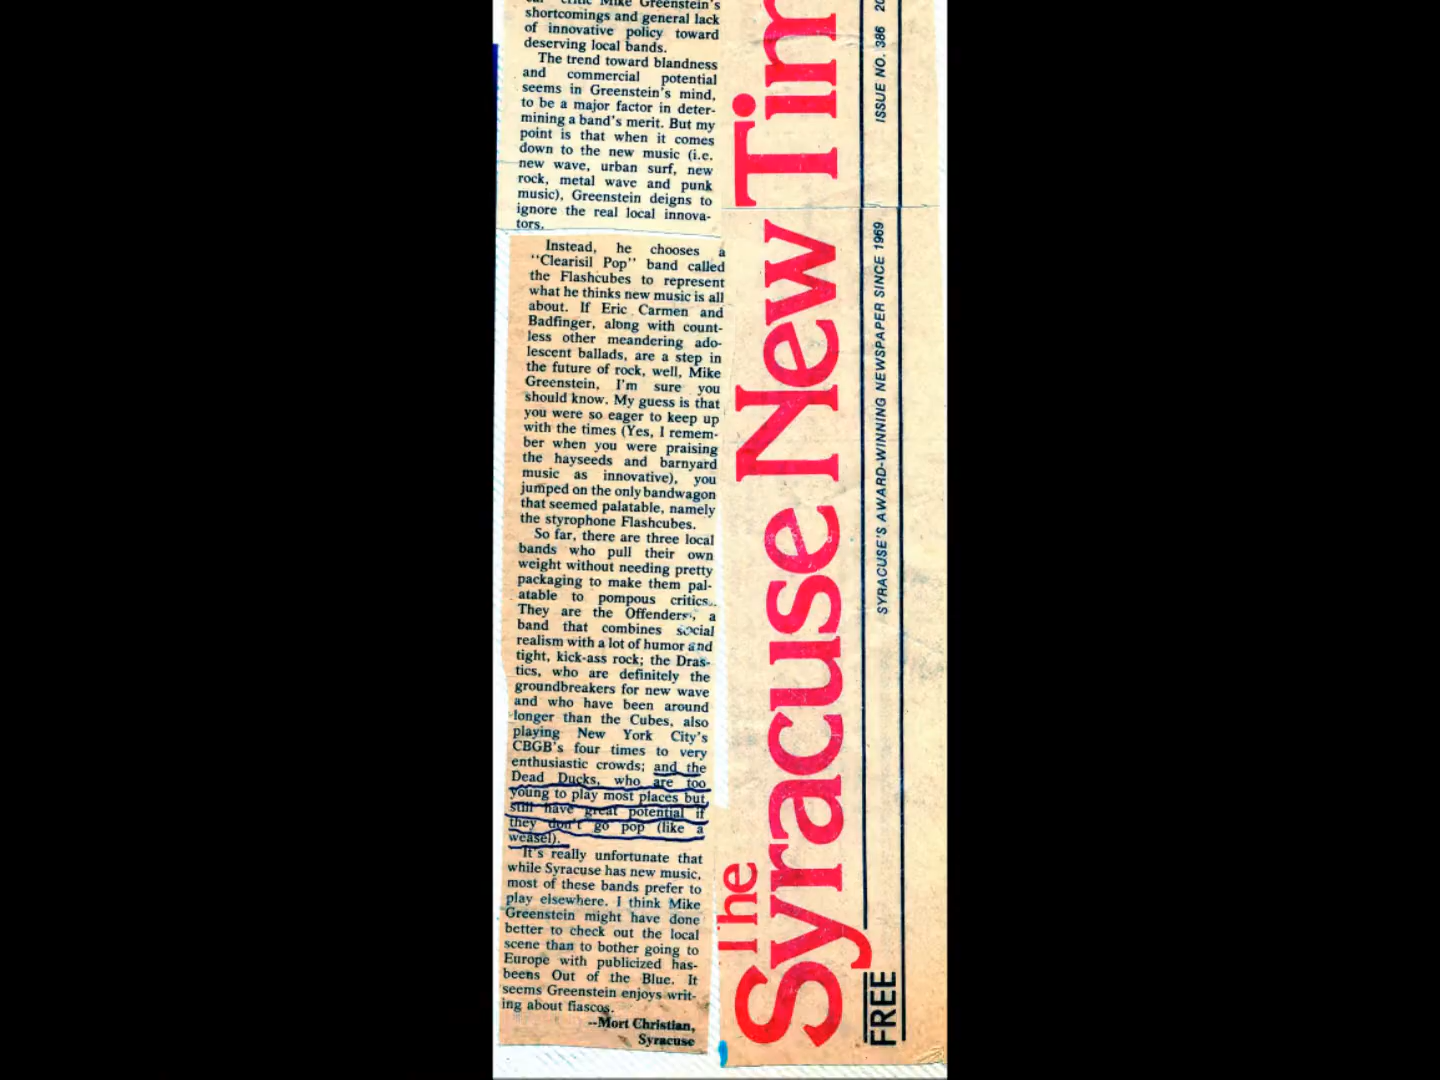 critic Mike Greenstein's
shortcomings and general lack
of innovative policy toward
deserving local bands.
The trend toward blandness
and commercial potential
seems in Greenstein's mind,
to be a major factor in deter-
mining a band's merit. But my
point is that when it comes
down to the new music (i.e.
new wave, urban surf, new
rock, metal wave and punk
music), Greenstein deigns to
ignore the real local innova-
tors.
Instead, he chooses a
"Clearisil Pop" band called
the Flashcubes to represent
what he thinks new music is all
about. If Eric Carmen and
Badfinger, along with count-
less other meandering ado-
lescent ballads, are a step in
the future of rock, well, Mike
Greenstein, I'm sure you
should know. My guess is that
you were so eager to keep up
with the times (Yes, I remem-
ber when you were praising
the hayseeds and barnyard
music as innovative), you
jumped on the only bandwagon
that seemed palatable, namely
the styrophone Flashcubes.
So far, there are three local
bands who pull their own
weight without needing pretty
packaging to make them pal-
atable to pompous critics.
They are the Offenders, a
band that combines social
realism with a lot of humor and
tight, kick-ass rock; the Dras-
tics, who are definitely the
groundbreakers for new wave
and who have been around
longer than the Cubes, also
playing New York City's
CBGB's four times to very
enthusiastic crowds; and the
Dead Ducks, who are too
young to play most places but
still have great potential if
they don't go pop (like a
weasel).
It's really unfortunate that
while Syracuse has new music,
most of these bands prefer to
play elsewhere. I think Mike
Greenstein might have done
better to check out the local
scene than to bother going to
Europe with publicized has-
beens Out of the Blue. It
seems Greenstein enjoys writ-
ing about fiascos.
--Mort Christian,
Syracuse
The
Syracuse New Tim
FREE
SYRACUSE'S AWARD-WINNING NEWSPAPER SINCE 1969
ISSUE NO. 386